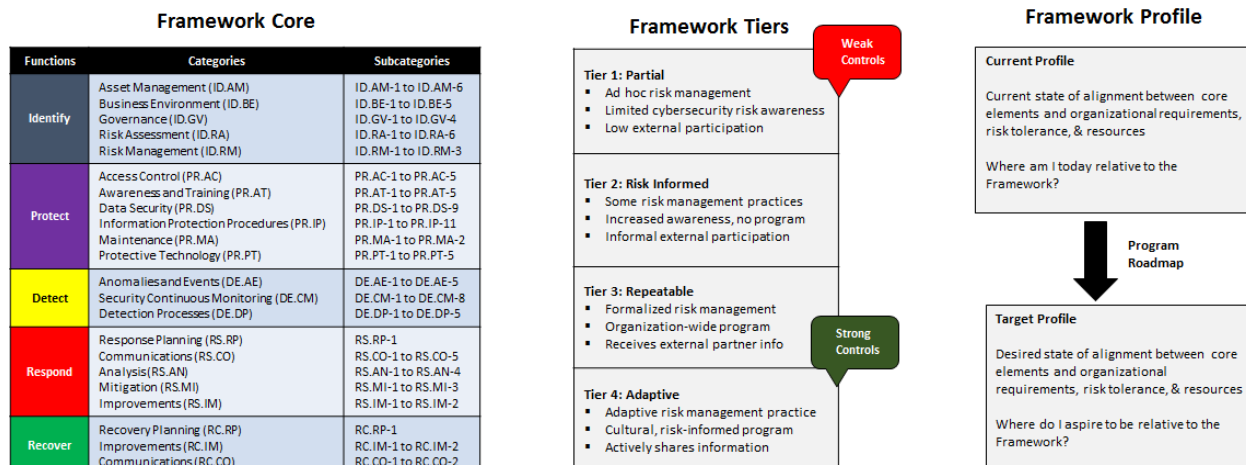 Framework Core
Functions Categories Subcategories
Identify
Asset Management (ID.AM) ID.AM-1 to ID.AM-6
Business Environment (ID.BE) ID.BE-1 to ID.BE-5
Governance (ID.GV) ID.GV-1 to ID.GV-4
Risk Assessment (ID.RA) ID.RA-1 to ID.RA-6
Risk Management (ID.RM) ID.RM-1 to ID.RM-3
Protect
Access Control (PR.AC) PR.AC-1 to PR.AC-5
Awareness and Training (PR.AT) PR.AT-1 to PR.AT-5
Data Security (PR.DS) PR.DS-1 to PR.DS-9
Information Protection Procedures (PR.IP) PR.IP-1 to PR.IP-11
Maintenance (PR.MA) PR.MA-1 to PR.MA-2
Protective Technology (PR.PT) PR.PT-1 to PR.PT-5
Detect
Anomalies and Events (DE.AE) DE.AE-1 to DE.AE-5
Security Continuous Monitoring (DE.CM) DE.CM-1 to DE.CM-8
Detection Processes (DE.DP) DE.DP-1 to DE.DP-5
Respond
Response Planning (RS.RP) RS.RP-1
Communications (RS.CO) RS.CO-1 to RS.CO-5
Analysis (RS.AN) RS.AN-1 to RS.AN-4
Mitigation (RS.MI) RS.MI-1 to RS.MI-3
Improvements (RS.IM) RS.IM-1 to RS.IM-2
Recover
Recovery Planning (RC.RP) RC.RP-1
Improvements (RC.IM) RC.IM-1 to RC.IM-2
Communications (RC.CO) RC.CO-1 to RC.CO-2
Framework Tiers
Weak
Controls
Tier 1: Partial
▪ Ad hoc risk management
▪ Limited cybersecurity risk awareness
▪ Low external participation
Tier 2: Risk Informed
▪ Some risk management practices
▪ Increased awareness, no program
▪ Informal external participation
Tier 3: Repeatable
▪ Formalized risk management
▪ Organization-wide program
▪ Receives external partner info
Strong
Controls
Tier 4: Adaptive
▪ Adaptive risk management practice
▪ Cultural, risk-informed program
▪ Actively shares information
Framework Profile
Current Profile
Current state of alignment between core
elements and organizational requirements,
risk tolerance, & resources
Where am I today relative to the
Framework?
Program
Roadmap
Target Profile
Desired state of alignment between core
elements and organizational
requirements, risk tolerance, & resources
Where do I aspire to be relative to the
Framework?